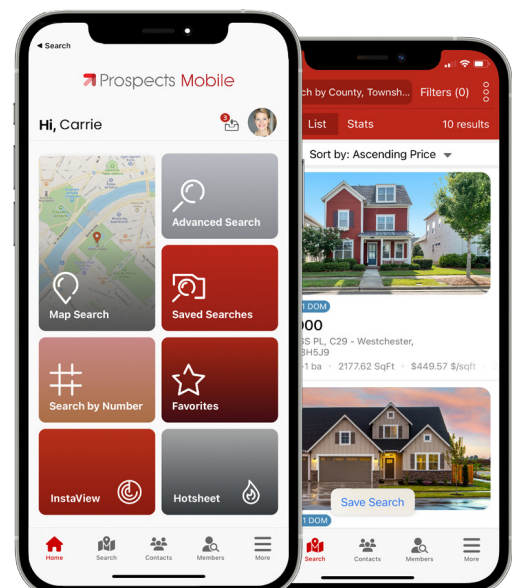 Search
Prospects Mobile
Hi, Carrie
3
Map Search
Advanced Search
Saved Searches
Search by Number
Favorites
InstaView
Hotsheet
Home
Search
Contacts
Members
More
ch by County, Townsh...
Filters (0)
List
Stats
10 results
Sort by: Ascending Price
1 DOM
000
GS PL, C29 - Westchester,
3H5J9
1 ba • 2177.62 SqFt • $449.57 $/sqft
Save Search
1 DOM
Search
Contacts
Members
More